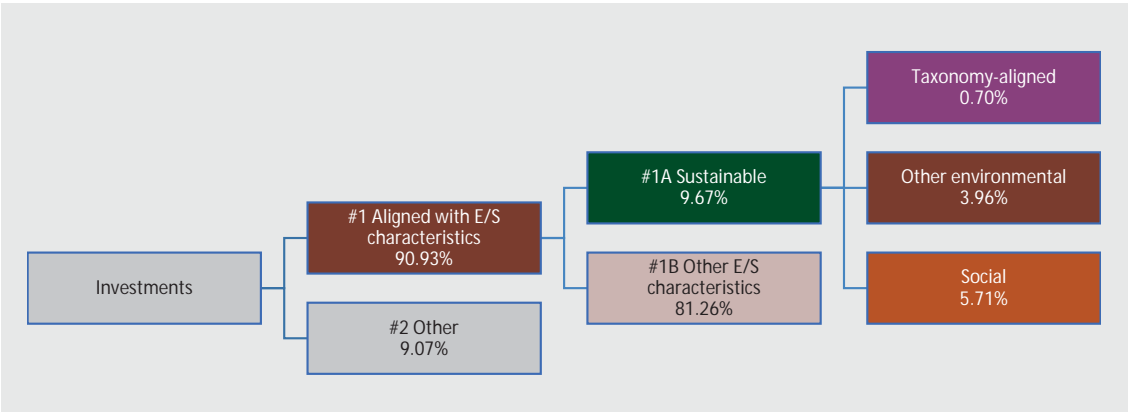 Investments
#1 Aligned with E/S
characteristics
90.93%
#2 Other
9.07%
#1A Sustainable
9.67%
#1B Other E/S
characteristics
81.26%
Taxonomy-aligned
0.70%
Other environmental
3.96%
Social
5.71%